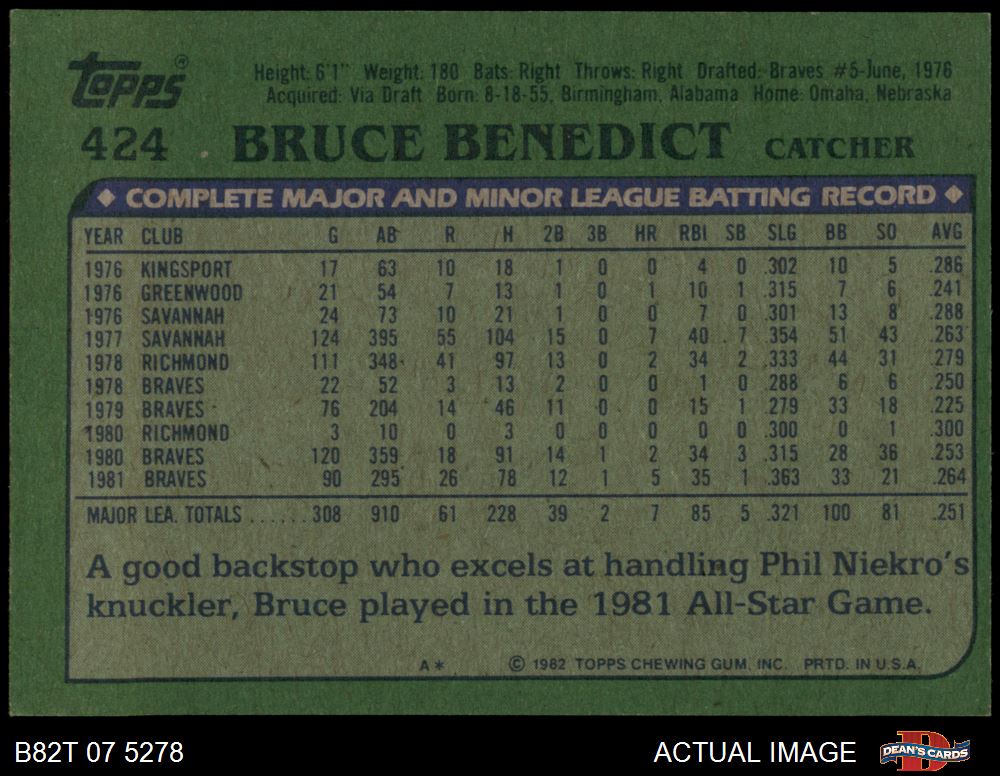 Topps®
Height: 6'1" Weight: 180 Bats: Right Throws: Right Drafted: Braves #5-June, 1976
Acquired: Via Draft Born: 8-18-55, Birmingham, Alabama Home: Omaha, Nebraska
424 BRUCE BENEDICT CATCHER
◆ COMPLETE MAJOR AND MINOR LEAGUE BATTING RECORD ◆
YEAR CLUB G AB R H 2B 3B HR RBI SB SLG BB SO AVG
1976 KINGSPORT 17 63 10 18 1 0 0 4 0 .302 10 5 .286
1976 GREENWOOD 21 54 7 13 1 0 1 10 1 .315 7 6 .241
1976 SAVANNAH 24 73 10 21 1 0 0 7 0 .301 13 8 .288
1977 SAVANNAH 124 395 55 104 15 0 7 40 7 .354 51 43 .263
1978 RICHMOND 111 348 41 97 13 0 2 34 2 .333 44 31 .279
1978 BRAVES 22 52 3 13 2 0 0 1 0 .288 6 6 .250
1979 BRAVES 76 204 14 46 11 0 0 15 1 .279 33 18 .225
1980 RICHMOND 3 10 0 3 0 0 0 0 0 .300 0 1 .300
1980 BRAVES 120 359 18 91 14 1 2 34 3 .315 28 36 .253
1981 BRAVES 90 295 26 78 12 1 5 35 1 .363 33 21 .264
MAJOR LEA. TOTALS ......308 910 61 228 39 2 7 85 5 .321 100 81 .251
A good backstop who excels at handling Phil Niekro's
knuckler, Bruce played in the 1981 All-Star Game.
A* © 1982 TOPPS CHEWING GUM, INC. PRTD. IN U.S.A.
B82T 07 5278 ACTUAL IMAGE D DEAN'S CARDS